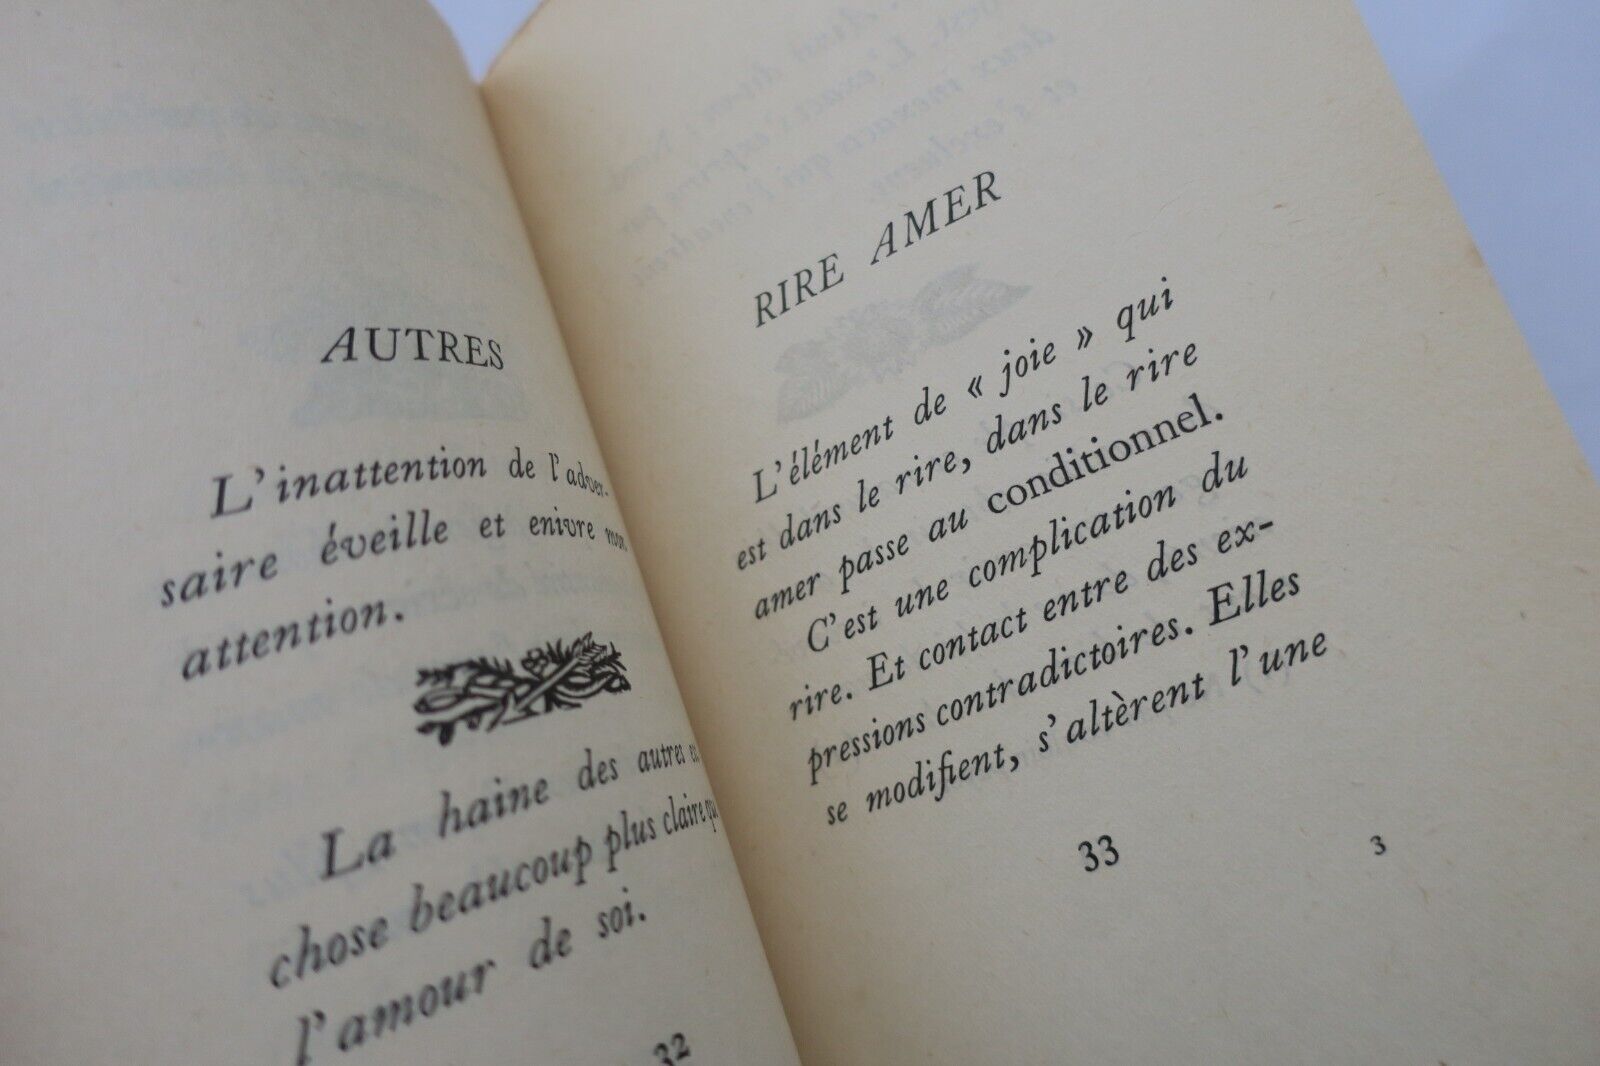 AUTRES
L'inattention de l'adver-
saire éveille et enivre mon
attention.
La haine des autres
chose beaucoup plus claire
l'amour de soi.
32
RIRE AMER
L'élément de « joie » qui
est dans le rire, dans le rire
amer passe au conditionnel.
C'est une complication du
rire. Et contact entre des ex-
pressions contradictoires. Elles
se modifient, s'altèrent l'une
33
3